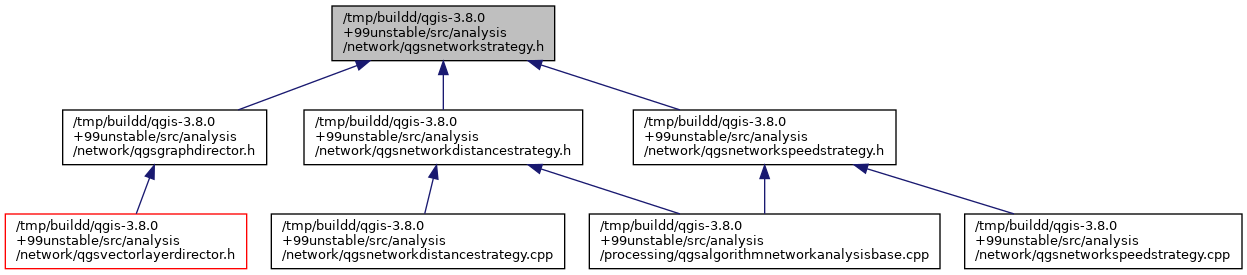 /tmp/buildd/qgis-3.8.0
+99unstable/src/analysis
/network/qgsnetworkstrategy.h
/tmp/buildd/qgis-3.8.0
+99unstable/src/analysis
/network/qgsgraphdirector.h
/tmp/buildd/qgis-3.8.0
+99unstable/src/analysis
/network/qgsnetworkdistancestrategy.h
/tmp/buildd/qgis-3.8.0
+99unstable/src/analysis
/network/qgsnetworkspeedstrategy.h
/tmp/buildd/qgis-3.8.0
+99unstable/src/analysis
/network/qgsvectorlayerdirector.h
/tmp/buildd/qgis-3.8.0
+99unstable/src/analysis
/network/qgsnetworkdistancestrategy.cpp
/tmp/buildd/qgis-3.8.0
+99unstable/src/analysis
/processing/qgsalgorithmnetworkanalysisbase.cpp
/tmp/buildd/qgis-3.8.0
+99unstable/src/analysis
/network/qgsnetworkspeedstrategy.cpp